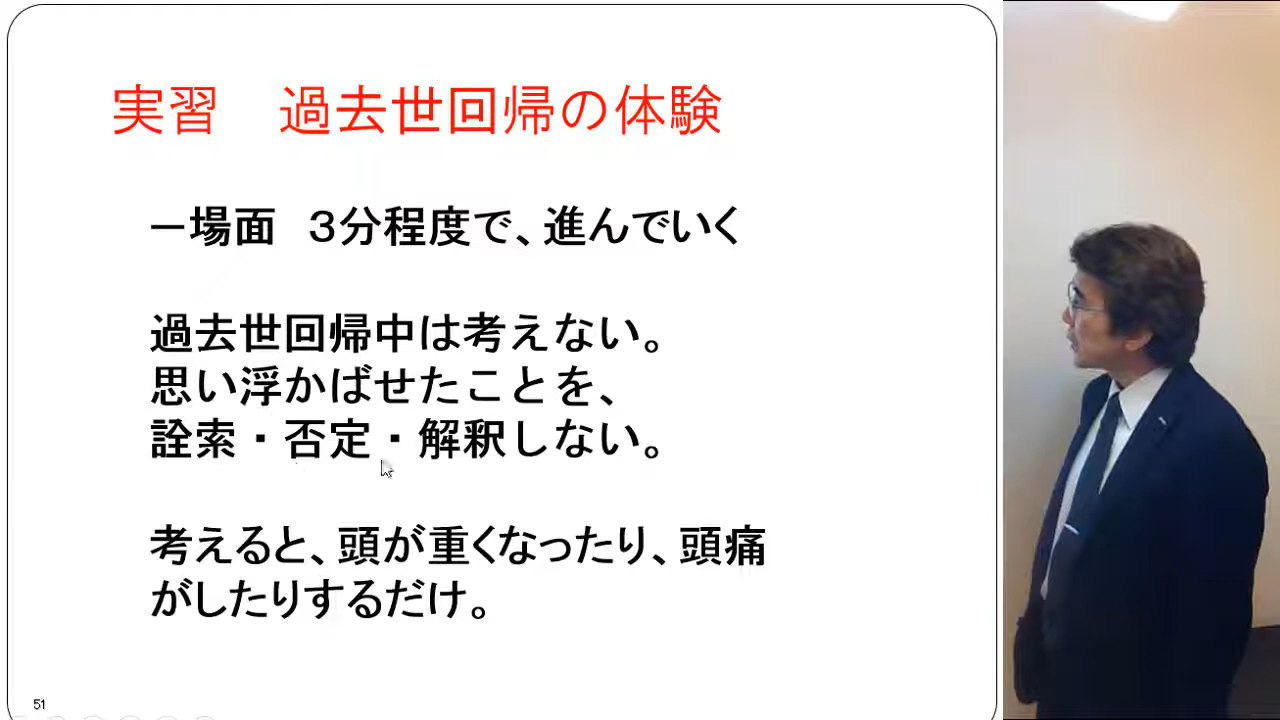 実習　過去世回帰の体験
一場面　３分程度で、進んでいく
過去世回帰中は考えない。
思い浮かばせたことを、
詮索・否定・解釈しない。
考えると、頭が重くなったり、頭痛
がしたりするだけ。
51